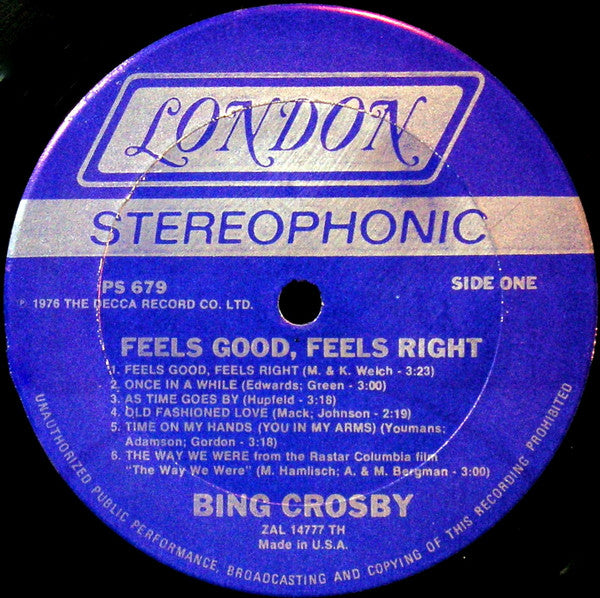 LONDON
STEREOPHONIC
PS 679
SIDE ONE
℗ 1976 THE DECCA RECORD CO. LTD.
FEELS GOOD, FEELS RIGHT
1. FEELS GOOD, FEELS RIGHT (M. & K. Welch - 3:23)
2. ONCE IN A WHILE (Edwards; Green - 3:00)
3. AS TIME GOES BY (Hupfeld - 3:18)
4. OLD FASHIONED LOVE (Mack; Johnson - 2:19)
5. TIME ON MY HANDS (YOU IN MY ARMS) (Youmans;
Adamson; Gordon - 3:18)
6. THE WAY WE WERE from the Rastar Columbia film
"The Way We Were" (M. Hamlisch; A. & M. Bergman - 3:00)
BING CROSBY
ZAL 14777 TH
Made in U.S.A.
UNAUTHORIZED PUBLIC PERFORMANCE, BROADCASTING AND COPYING OF THIS RECORDING PROHIBITED